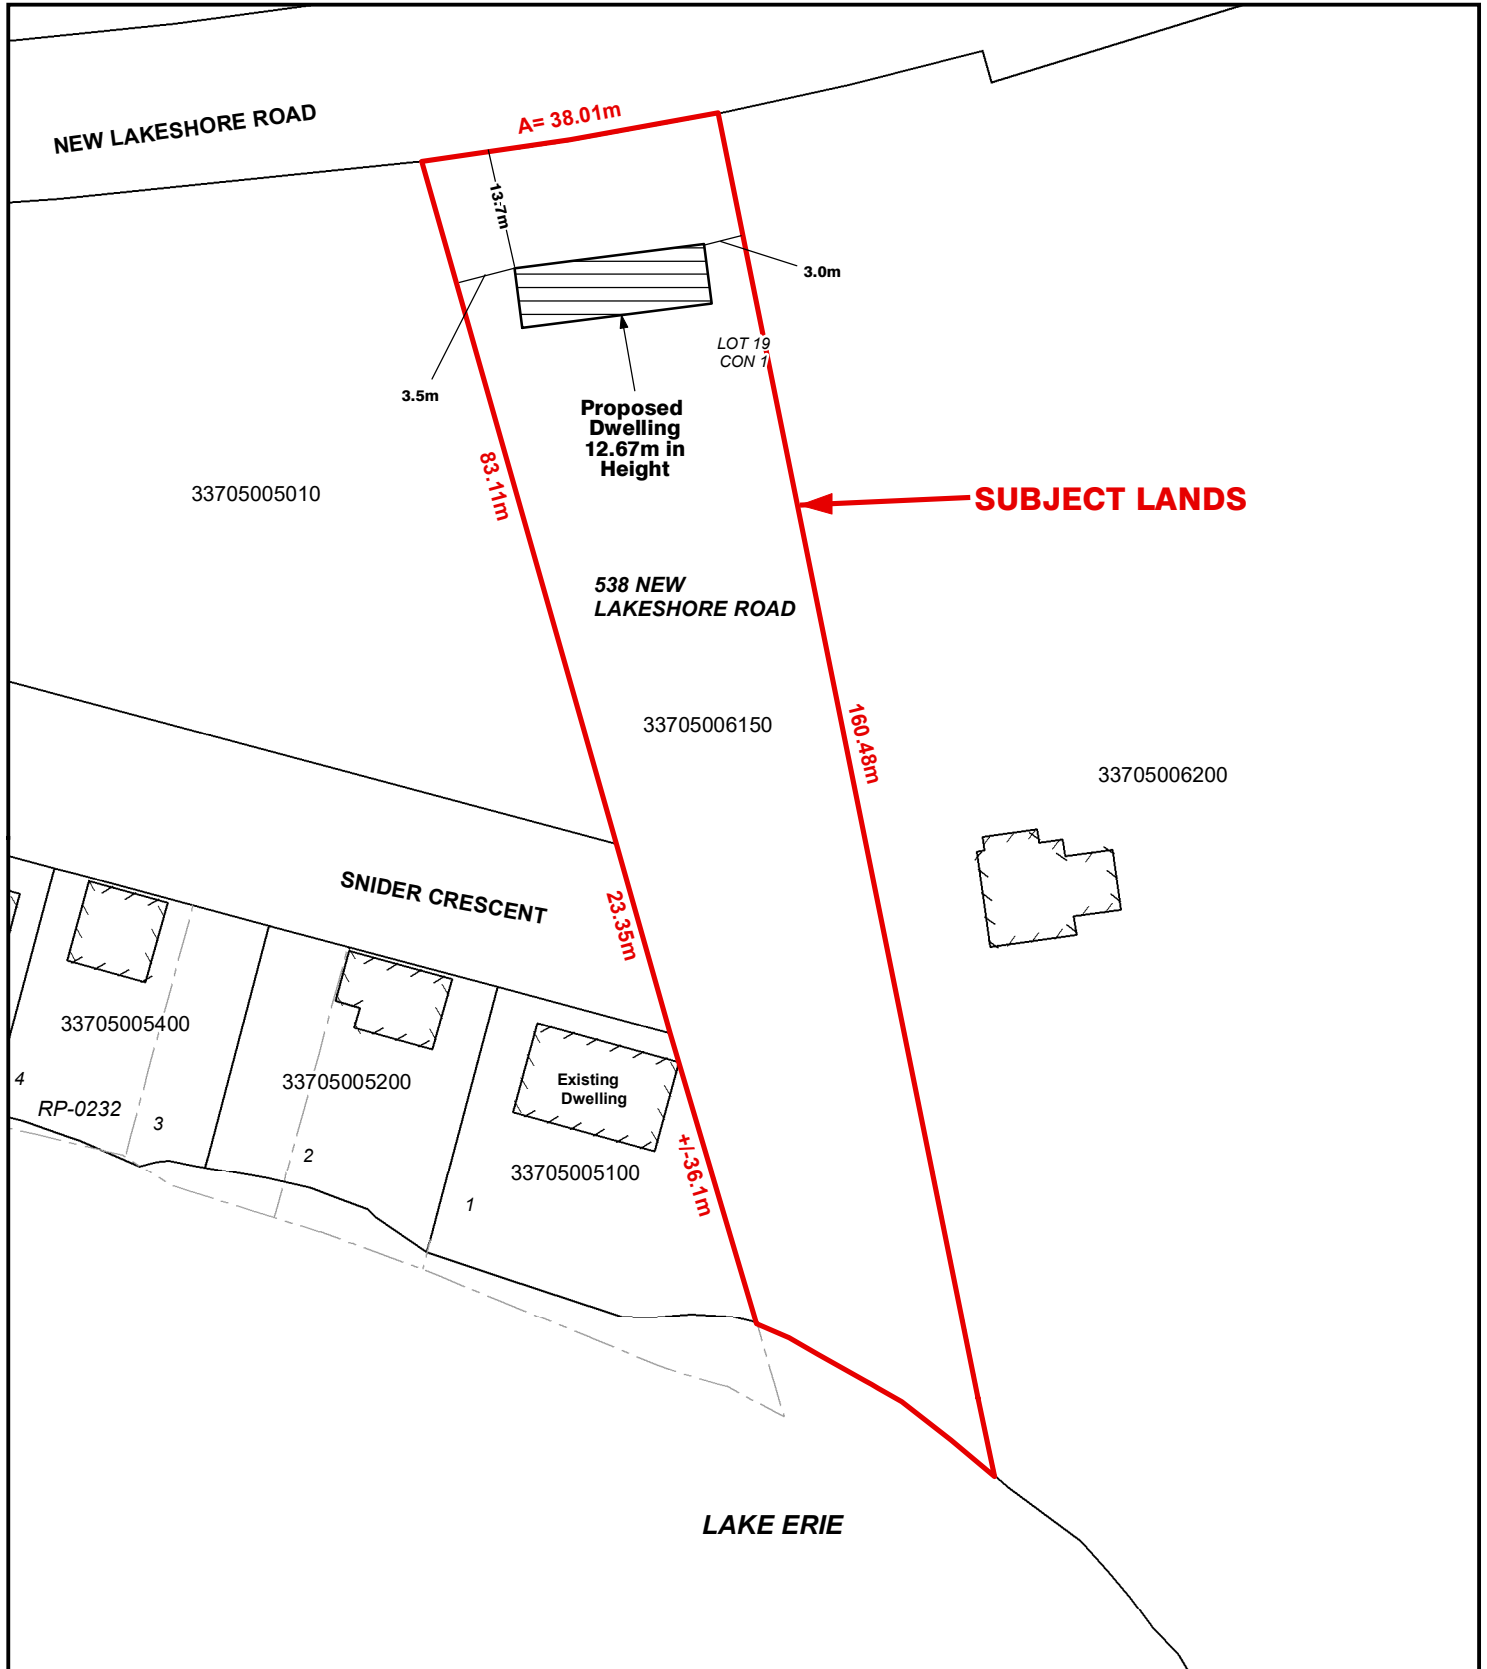 NEW LAKESHORE ROAD
A= 38.01m
13.7m
3.0m
LOT 19
CON 1
3.5m
Proposed
Dwelling
12.67m in
Height
83.11m
33705005010
SUBJECT LANDS
538 NEW
LAKESHORE ROAD
33705006150
160.48m
33705006200
SNIDER CRESCENT
23.35m
33705005400
33705005200
Existing
Dwelling
4
RP-0232
3
2
+/-36.1m
33705005100
1
LAKE ERIE